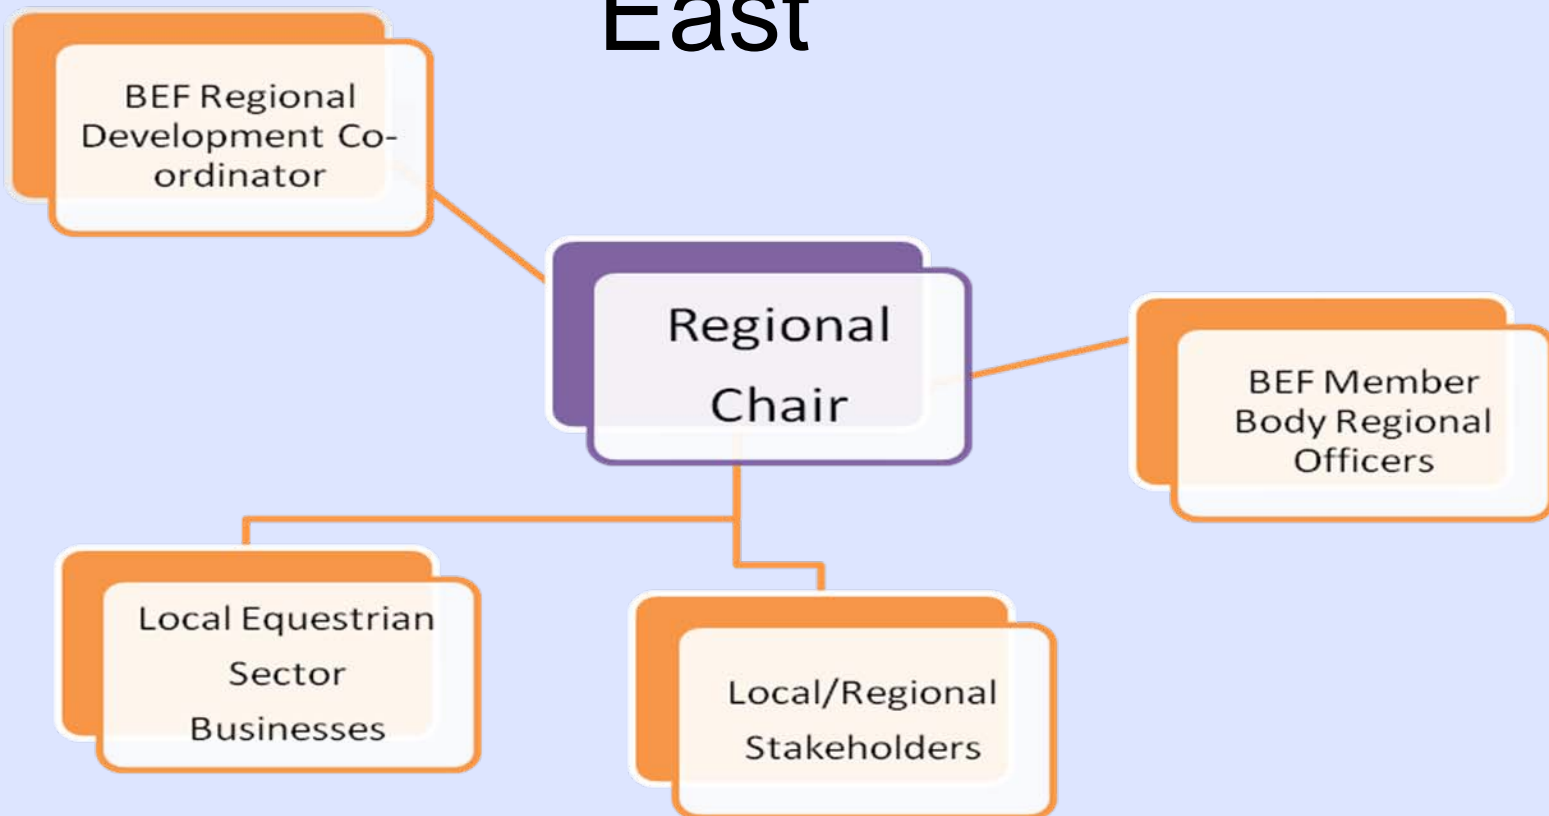 East
BEF Regional
Development Co-
ordinator
Regional
Chair
BEF Member
Body Regional
Officers
Local Equestrian
Sector
Businesses
Local/Regional
Stakeholders